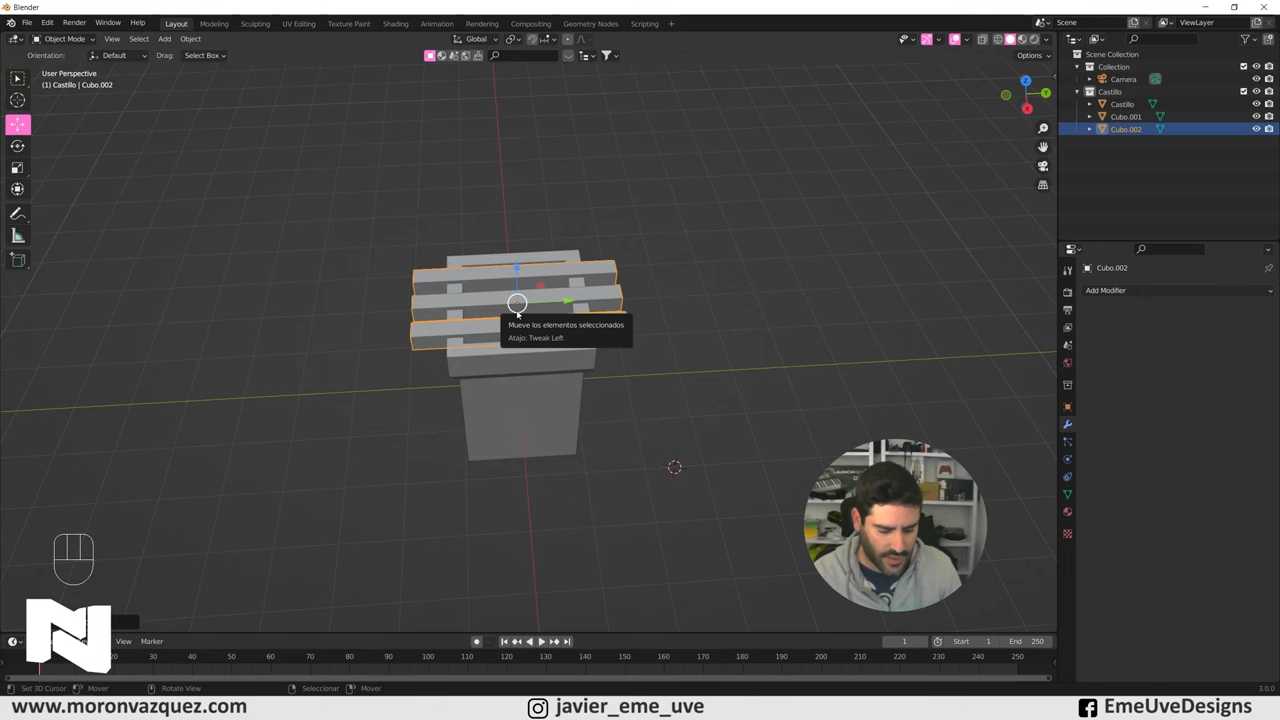 Blender
File Edit Render Window Help Layout Modeling Sculpting UV Editing Texture Paint Shading Animation Rendering Compositing Geometry Nodes Scripting + Scene ViewLayer
Object Mode View Select Add Object Global
Orientation: Default Drag: Select Box Options
User Perspective
(1) Castillo | Cubo.002
Z
Y
X
Scene Collection
Collection
Camera
Castillo
Castillo
Cubo.001
Cubo.002
Cubo.002
Add Modifier
Mueve los elementos seleccionados
Atajo: Tweak Left
View Marker 1 Start 1 End 250
20 30 40 50 60 70 80 90 100 110 120 130 140 150 160 170 180 190 200 210 220 230 240 250
Set 3D Cursor Mover Rotate View Seleccionar Mover 3.0.0
N
www.moronvazquez.com javier_eme_uve EmeUveDesigns